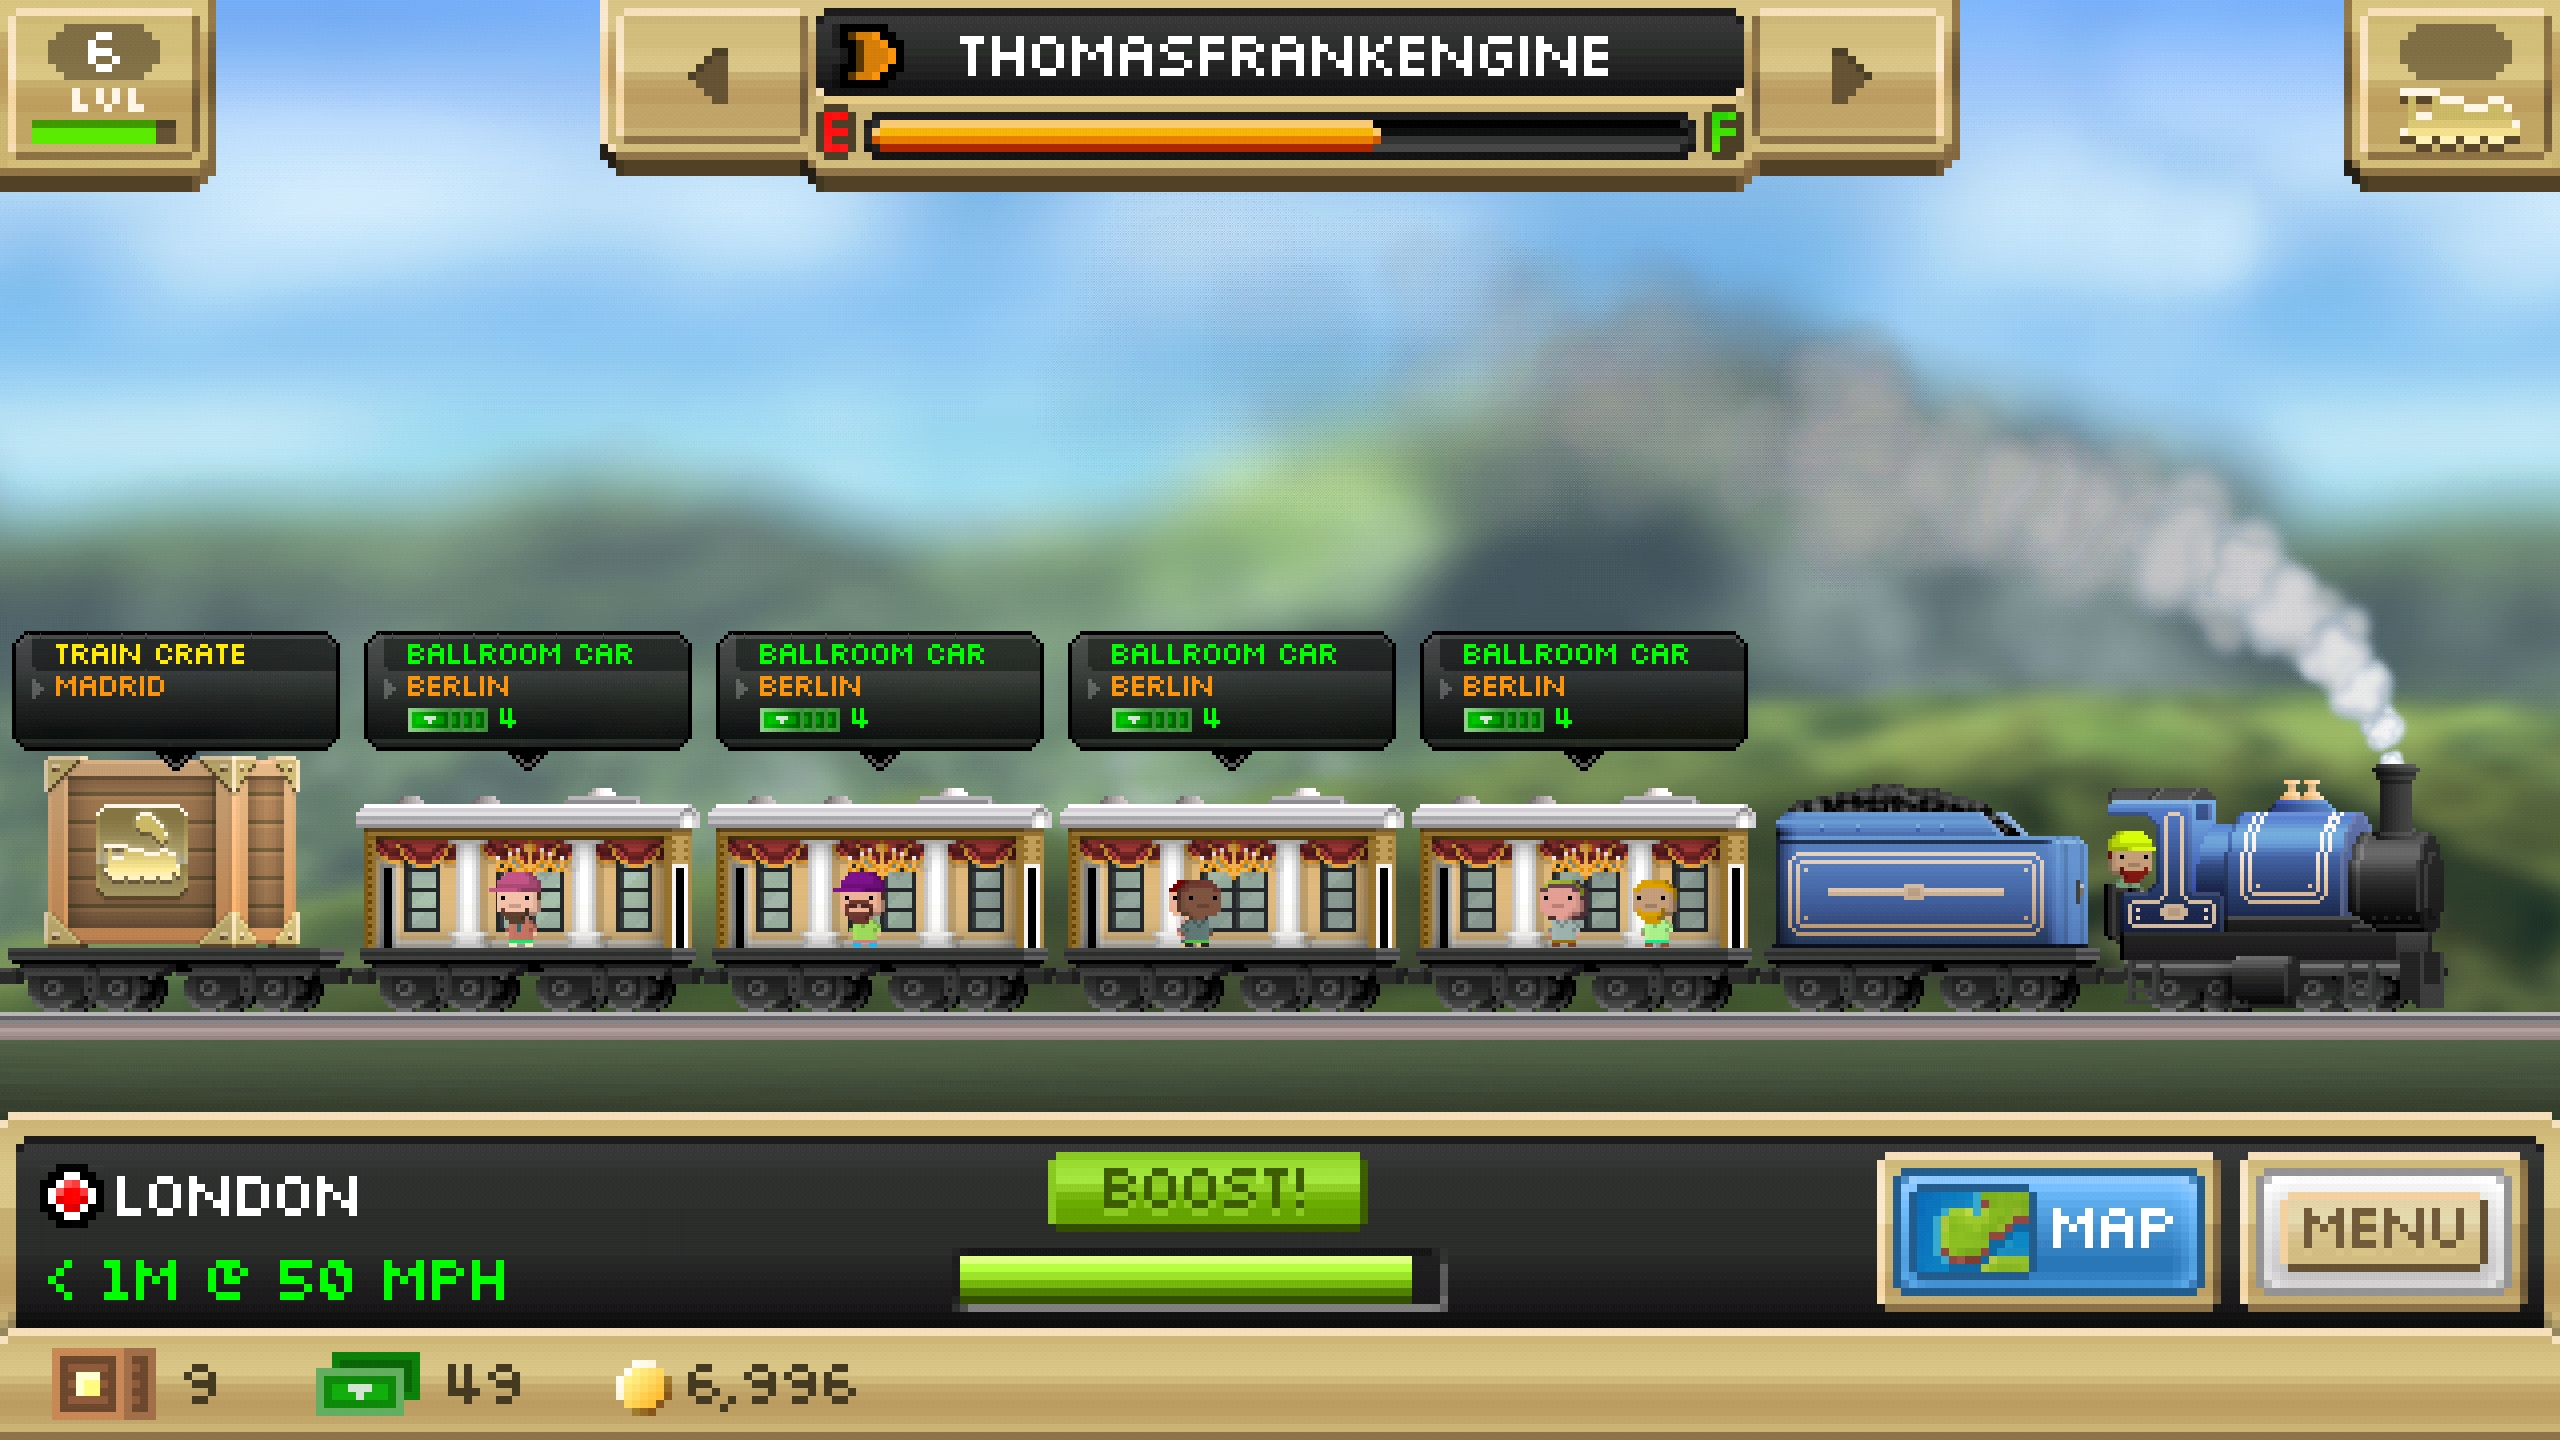 6
LVL
THOMASFRANKENGINE
E F
TRAIN CRATE
MADRID
BALLROOM CAR
BERLIN
4
BALLROOM CAR
BERLIN
4
BALLROOM CAR
BERLIN
4
BALLROOM CAR
BERLIN
4
LONDON
< 1M @ 50 MPH
BOOST!
MAP
MENU
9 49 6,996